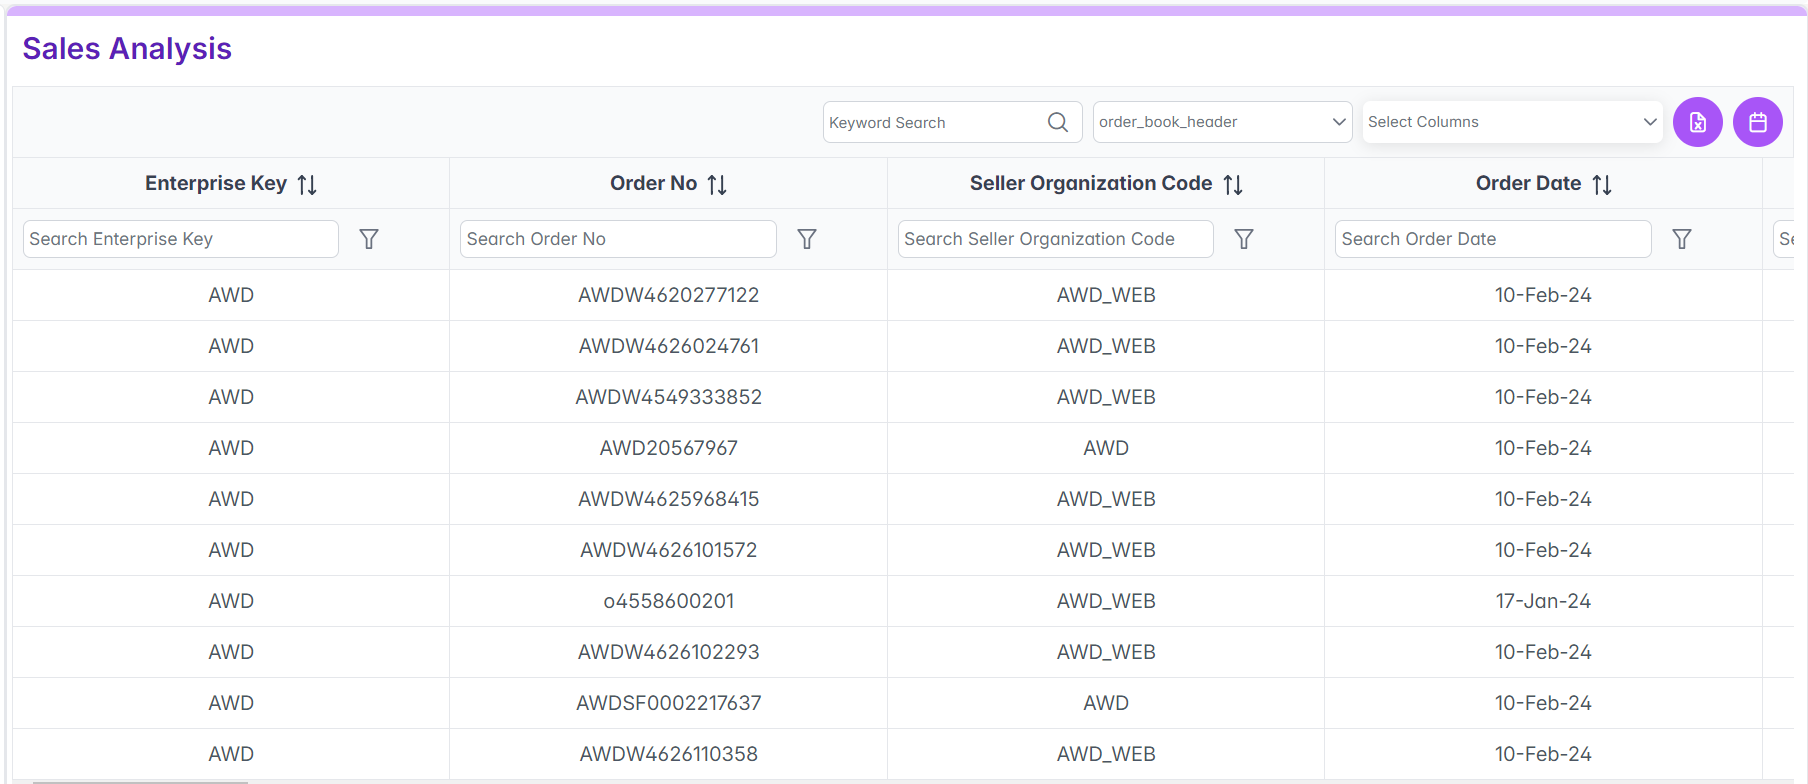 Sales Analysis
Keyword Search order_book_header Select Columns
Enterprise Key Order No Seller Organization Code Order Date
Search Enterprise Key Search Order No Search Seller Organization Code Search Order Date
AWD AWDW4620277122 AWD_WEB 10-Feb-24
AWD AWDW4626024761 AWD_WEB 10-Feb-24
AWD AWDW4549333852 AWD_WEB 10-Feb-24
AWD AWD20567967 AWD 10-Feb-24
AWD AWDW4625968415 AWD_WEB 10-Feb-24
AWD AWDW4626101572 AWD_WEB 10-Feb-24
AWD o4558600201 AWD_WEB 17-Jan-24
AWD AWDW4626102293 AWD_WEB 10-Feb-24
AWD AWDSF0002217637 AWD 10-Feb-24
AWD AWDW4626110358 AWD_WEB 10-Feb-24